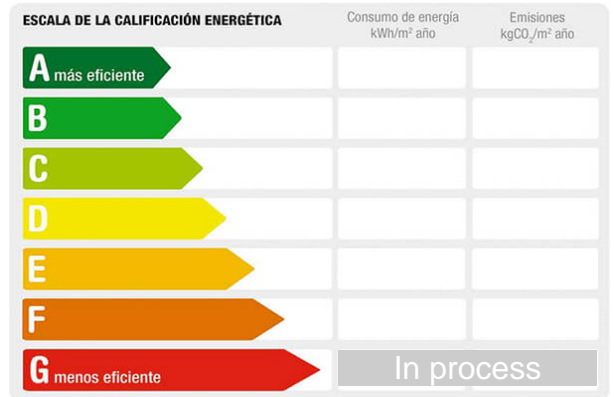 ESCALA DE LA CALIFICACIÓN ENERGÉTICA
Consumo de energía
kWh/m² año
Emisiones
kgCO₂/m² año
A más eficiente
B
C
D
E
F
G menos eficiente
In process